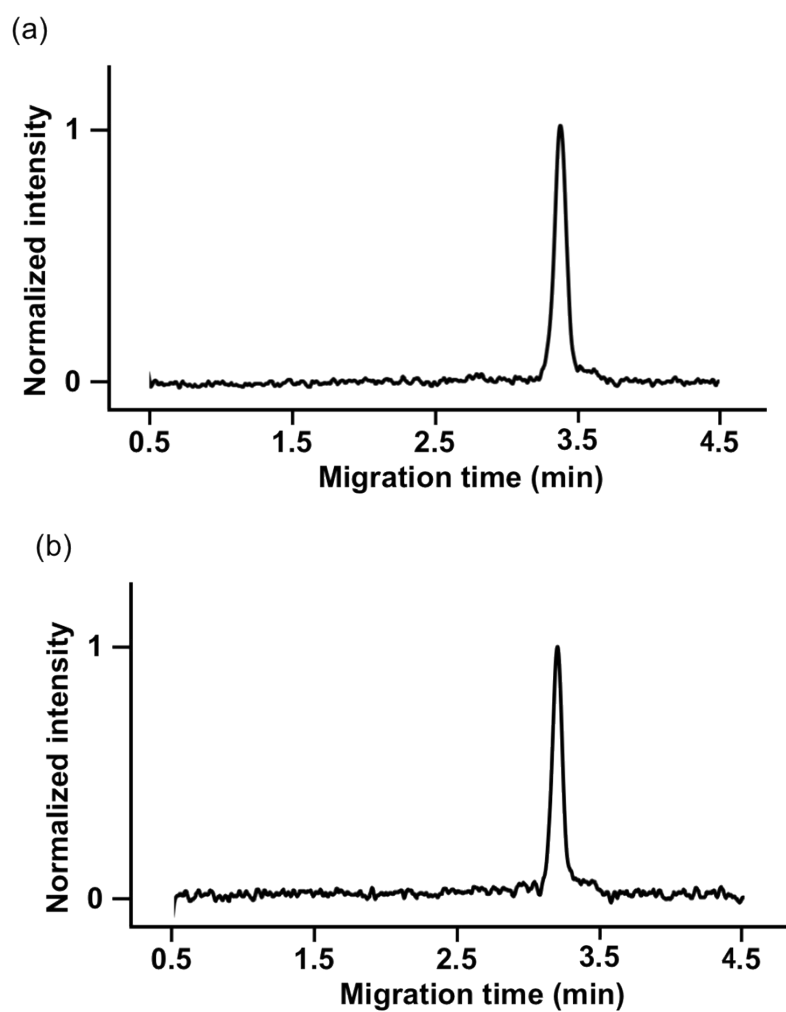 (a)
Normalized intensity
1
0
0.5 1.5 2.5 3.5 4.5
Migration time (min)
(b)
Normalized intensity
1
0
0.5 1.5 2.5 3.5 4.5
Migration time (min)